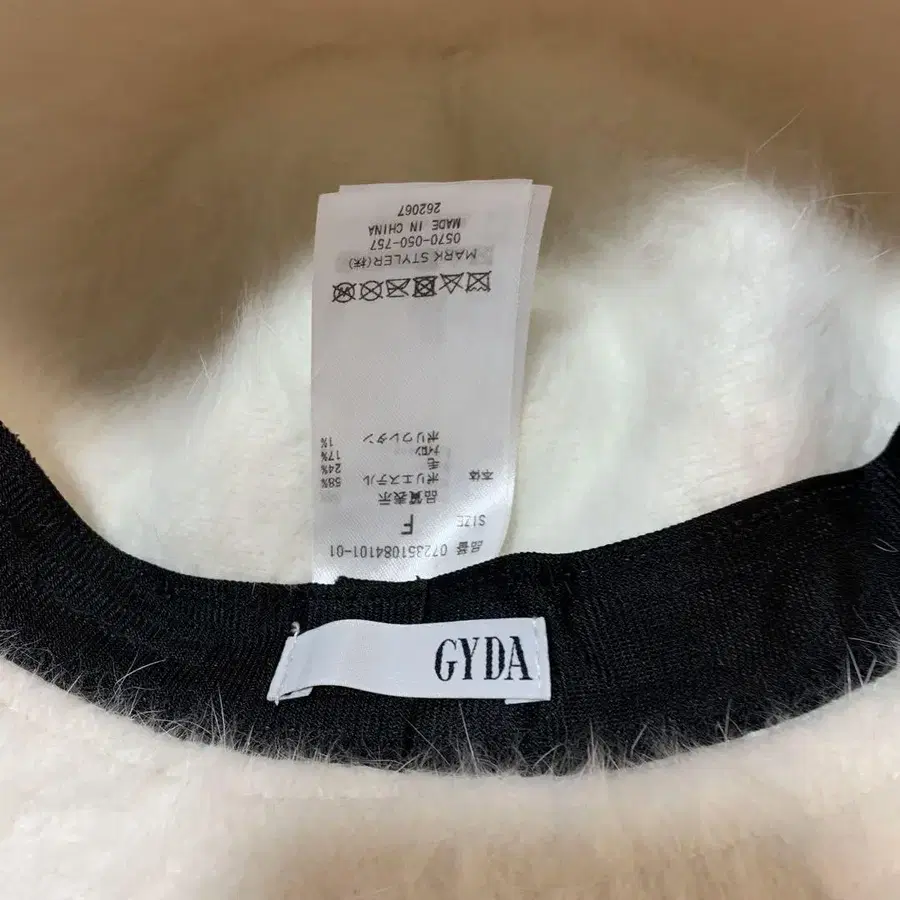 品番 072351084101-01
SIZE F
品質表示
本体 ポリエステル 58%
毛 24%
ナイロン 17%
ポリウレタン 1%
MARK STYLER(株)
0570-050-757
MADE IN CHINA
262067
GYDA